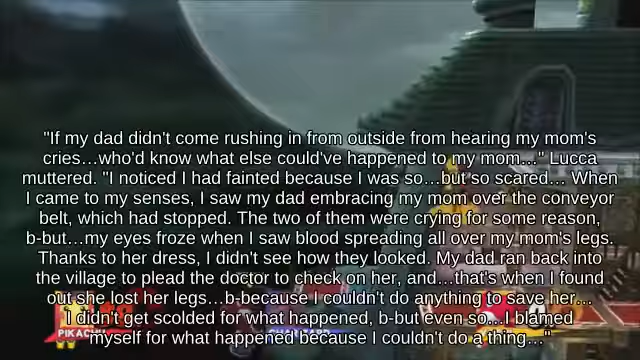 "If my dad didn't come rushing in from outside from hearing my mom's
cries…who'd know what else could've happened to my mom…" Lucca
muttered. "I noticed I had fainted because I was so…but so scared… When
I came to my senses, I saw my dad embracing my mom over the conveyor
belt, which had stopped. The two of them were crying for some reason,
b-but…my eyes froze when I saw blood spreading all over my mom's legs.
Thanks to her dress, I didn't see how they looked. My dad ran back into
the village to plead the doctor to check on her, and…that's when I found
out she lost her legs…b-because I couldn't do anything to save her…
I didn't get scolded for what happened, b-but even so…I blamed
myself for what happened because I couldn't do a thing…"
PIKACHU